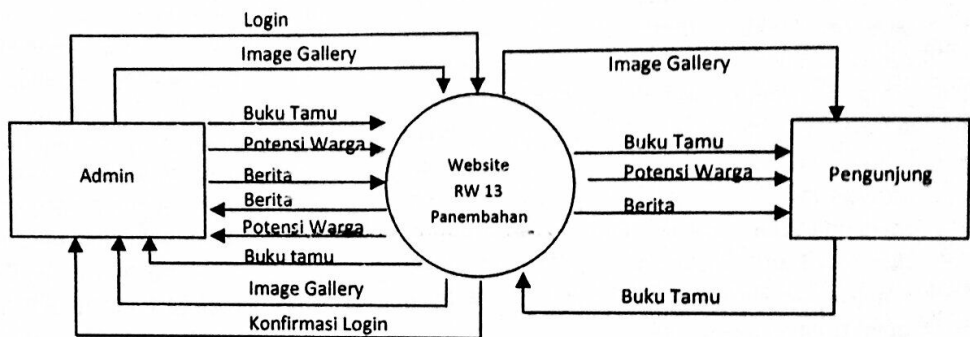 Login
Image Gallery
Image Gallery
Buku Tamu
Potensi Warga
Berita
Berita
Potensi Warga
Buku tamu
Image Gallery
Konfirmasi Login
Admin
Website
RW 13
Panembahan
Buku Tamu
Potensi Warga
Berita
Pengunjung
Buku Tamu